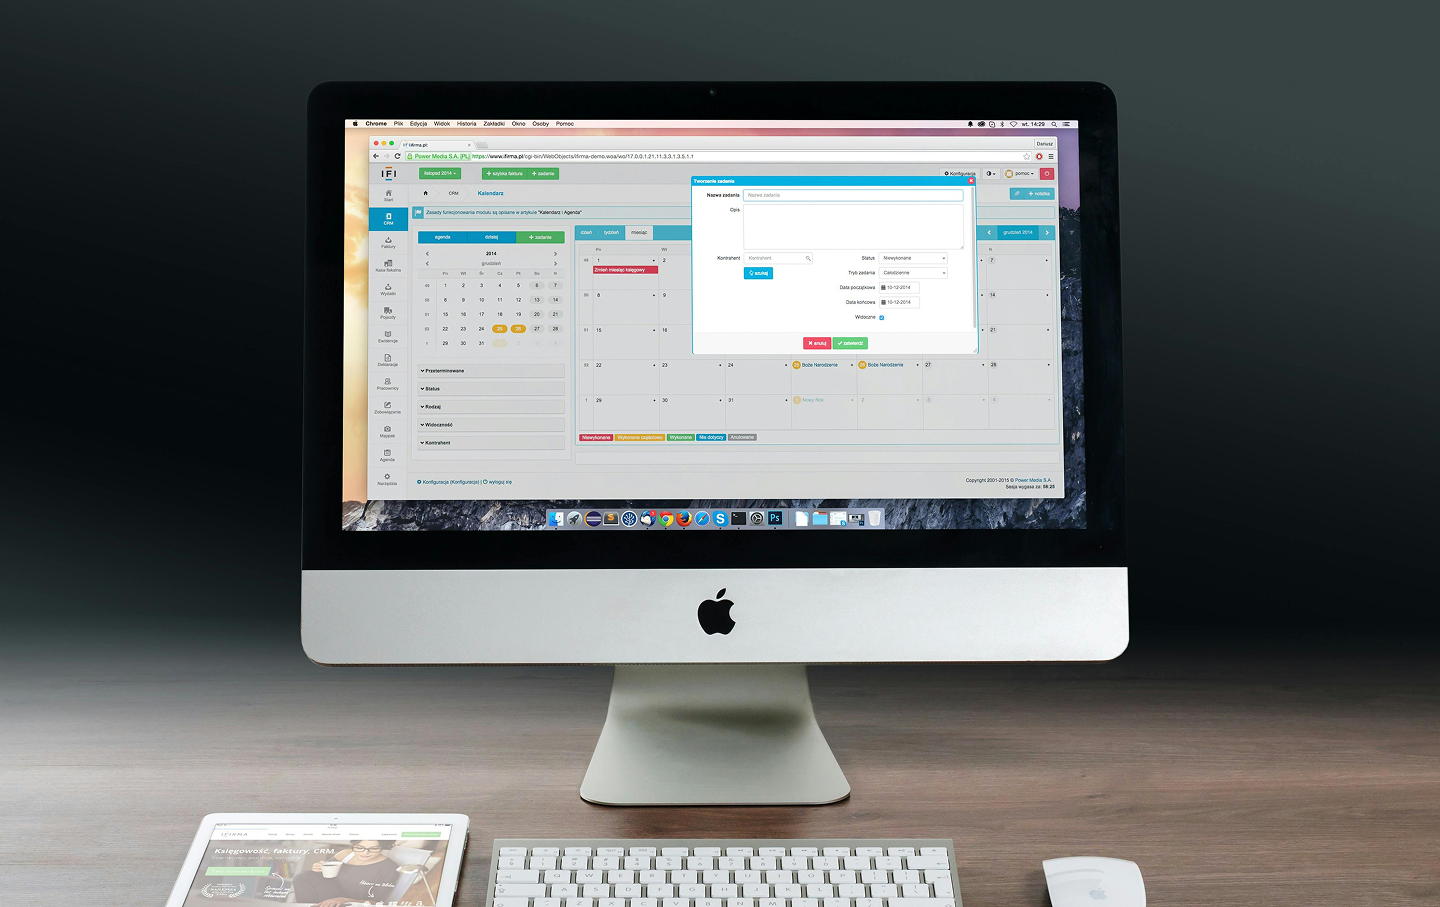 Chrome Plik Edycja Widok Historia Zakładki Okno Osoby Pomoc
wt. 14:29
ifirma.pl:
Dariusz
Power Media S.A. [PL] https://www.ifirma.pl/cgi-bin/WebObjects/ifirma-demo.woa/wo/17.0.0.1.21.11.3.3.1.3.5.1.1
IFI
listopad 2014
+ szybka faktura + zadanie
Konfiguracja
pomoc
Start
CRM
Faktury
Kasa fiskalna
Wydatki
Pojazdy
Ewidencje
Deklaracje
Pracownicy
Zobowiązania
Magazyn
Agenda
Narzędzia
CRM Kalendarz
+ notatka
Zasady funkcjonowania modułu są opisane w artykule "Kalendarz i Agenda"
agenda dzisiaj + zadanie
2014
grudzień
Pn Wt Śr Cz Pt So N
49 1 2 3 4 5 6 7
50 8 9 10 11 12 13 14
51 15 16 17 18 19 20 21
52 22 23 24 25 26 27 28
1 29 30 31
Przeterminowane
Status
Rodzaj
Widoczność
Kontrahent
dzień tydzień miesiąc
grudzień 2014
Pn Wt N
49 1 2 7
Zmień miesiąc księgowy
50 8 9 14
51 15 16 21
52 22 23 24 25 Boże Narodzenie 26 Boże Narodzenie 27 28
1 29 30 31 1 Nowy Rok 2 3 4
Niewykonane Wykonane częściowo Wykonane Nie dotyczy Anulowane
Tworzenie zadania
Nazwa zadania Nazwa zadania
Opis
Kontrahent Kontrahent
szukaj
Status Niewykonane
Tryb zadania Całodzienne
Data początkowa 10-12-2014
Data końcowa 10-12-2014
Widoczne
anuluj zatwierdź
Konfiguracja (Konfiguracja) | wyloguj się
Copyright 2001-2015 © Power Media S.A.
Sesja wygasa za: 58:25
S
Ps
IFIRMA
Księgowość, faktury, CRM